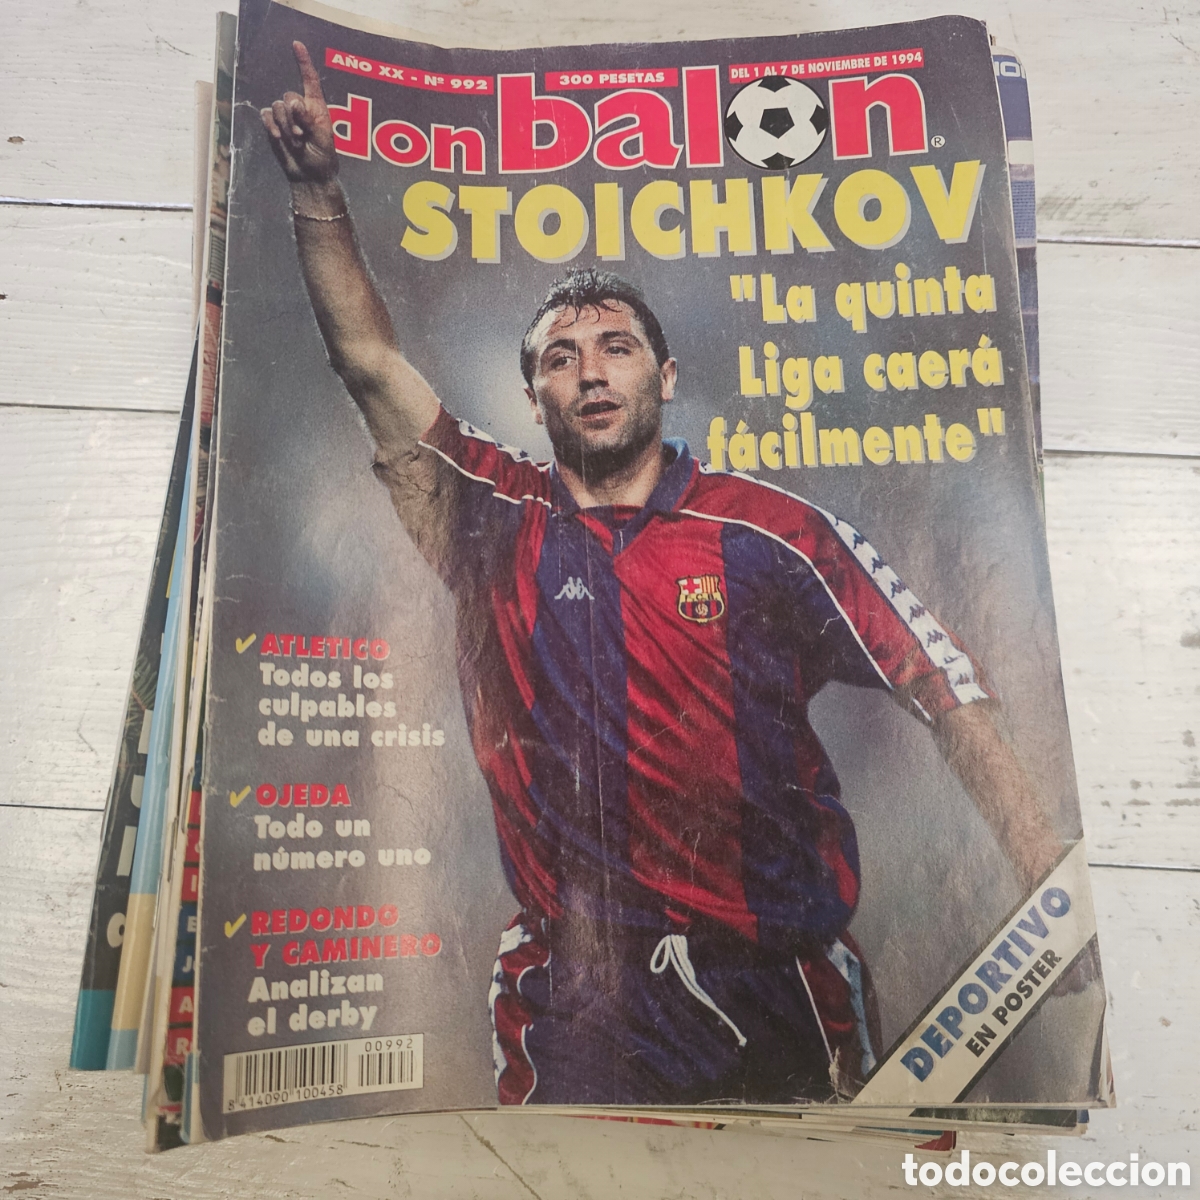 AÑO XX - Nº 992
300 PESETAS
DEL 1 AL 7 DE NOVIEMBRE DE 1994
don balón
®
STOICHKOV
"La quinta
Liga caerá
fácilmente"
ATLETICO
Todos los
culpables
de una crisis
OJEDA
Todo un
número uno
REDONDO
Y CAMINERO
Analizan
el derby
00992
8 414090 100458
DEPORTIVO
EN POSTER
todocoleccion